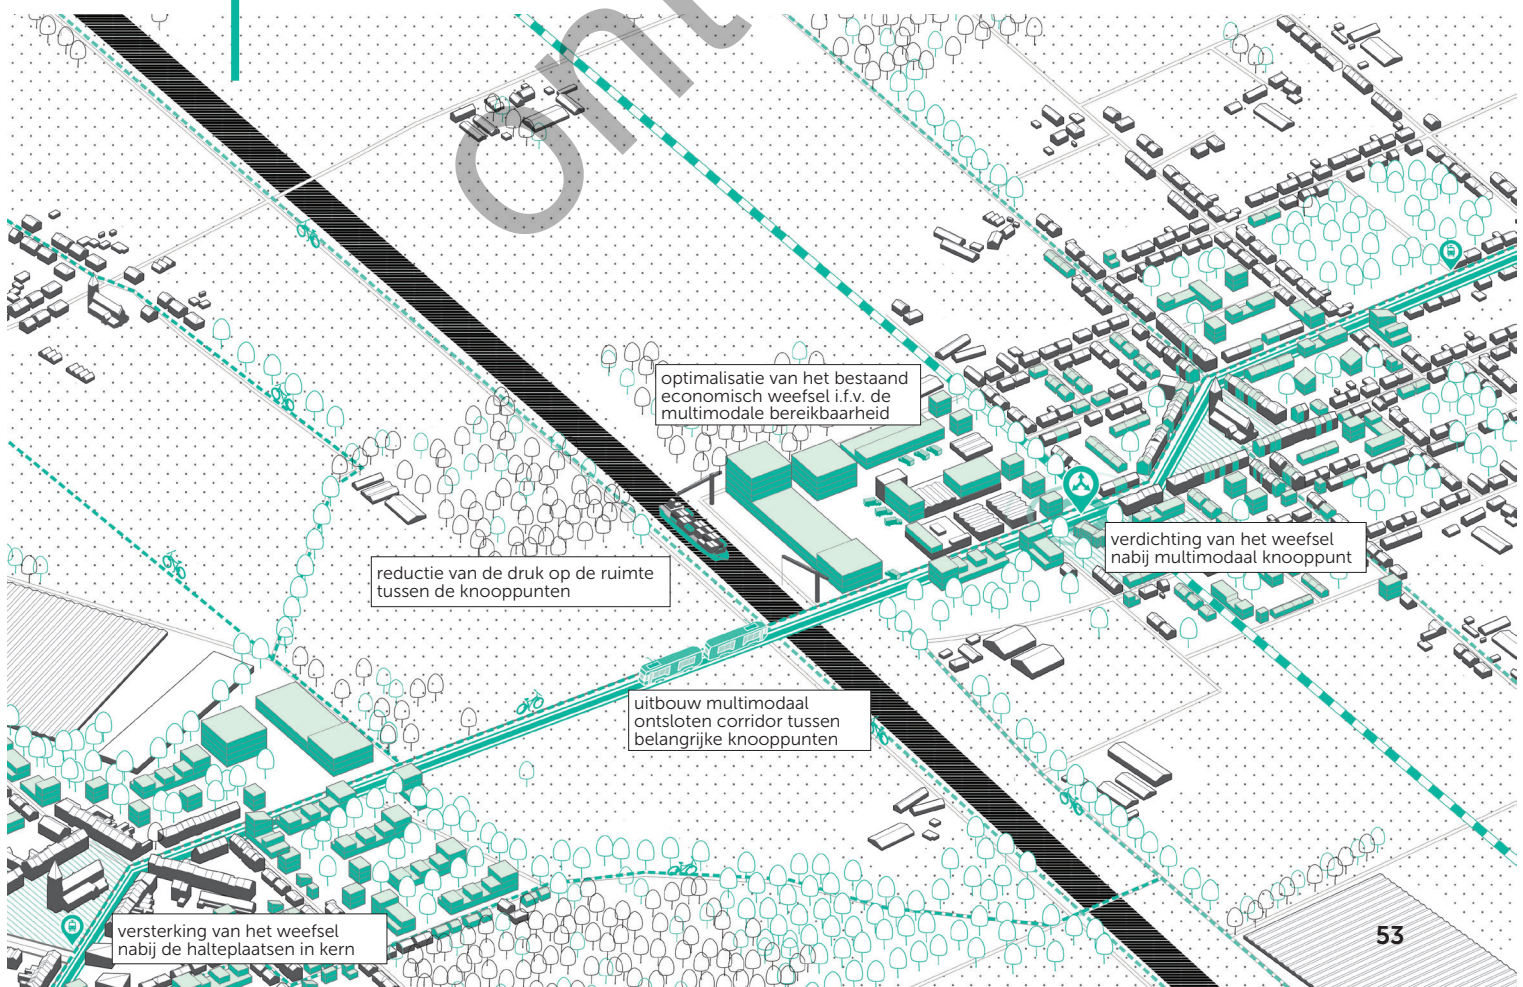 ont
optimalisatie van het bestaand
economisch weefsel i.f.v. de
multimodale bereikbaarheid
verdichting van het weefsel
nabij multimodaal knooppunt
reductie van de druk op de ruimte
tussen de knooppunten
uitbouw multimodaal
ontsloten corridor tussen
belangrijke knooppunten
versterking van het weefsel
nabij de halteplaatsen in kern
53